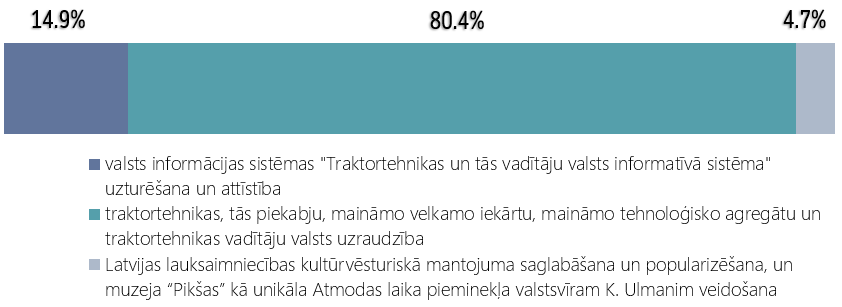 14.9% 80.4% 4.7%
valsts informācijas sistēmas "Traktortehnikas un tās vadītāju valsts informatīvā sistēma"
uzturēšana un attīstība
traktortehnikas, tās piekabju, maināmo velkamo iekārtu, maināmo tehnoloģisko agregātu un
traktortehnikas vadītāju valsts uzraudzība
Latvijas lauksaimniecības kultūrvēsturiskā mantojuma saglabāšana un popularizēšana, un
muzeja “Pikšas” kā unikāla Atmodas laika pieminekļa valstsvīram K. Ulmanim veidošana